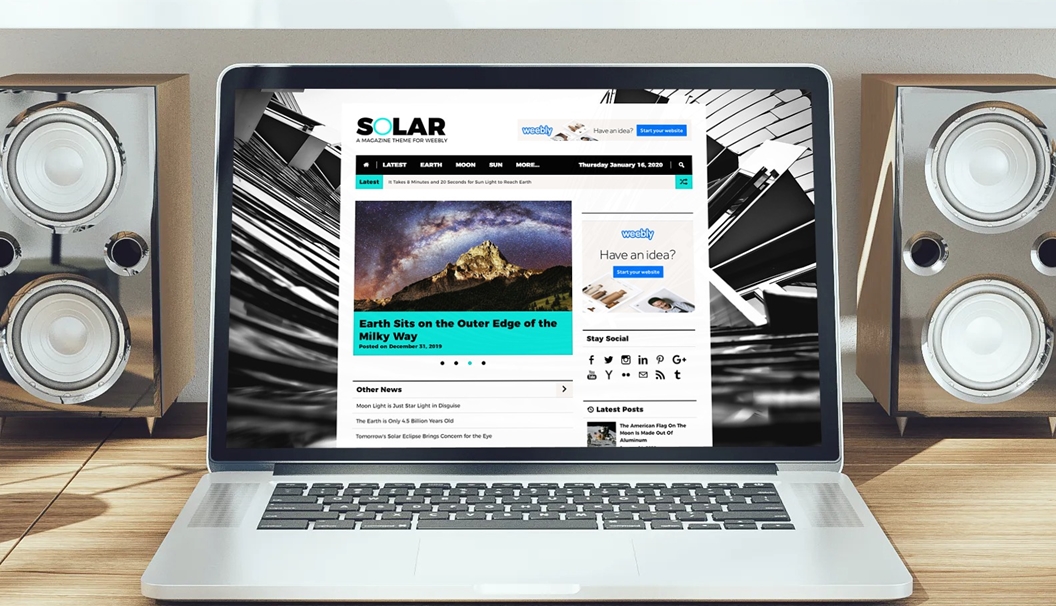 SOLAR
A MAGAZINE THEME FOR WEEBLY
weebly Have an idea? Start your website
LATEST EARTH MOON SUN MORE... Thursday January 16, 2020
Latest It Takes 8 Minutes and 20 Seconds for Sun Light to Reach Earth
Earth Sits on the Outer Edge of the
Milky Way
Posted on December 31, 2019
weebly
Have an idea?
Start your website
Stay Social
Other News
Moon Light is Just Star Light in Disguise
The Earth is Only 4.5 Billion Years Old
Tomorrow's Solar Eclipse Brings Concern for the Eye
Latest Posts
The American Flag On The
Moon Is Made Out Of
Aluminum